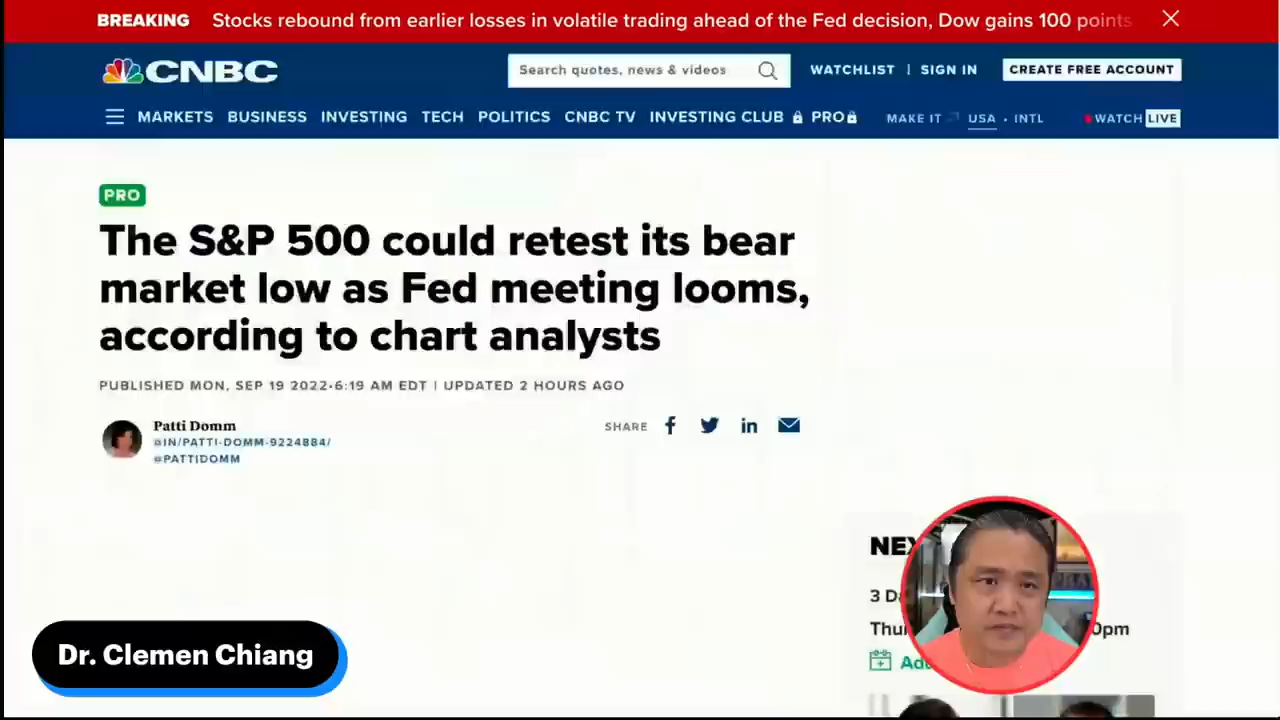 BREAKING Stocks rebound from earlier losses in volatile trading ahead of the Fed decision, Dow gains 100 points
CNBC
Search quotes, news & videos
WATCHLIST | SIGN IN CREATE FREE ACCOUNT
MARKETS BUSINESS INVESTING TECH POLITICS CNBC TV INVESTING CLUB PRO MAKE IT USA • INTL WATCH LIVE
PRO
The S&P 500 could retest its bear
market low as Fed meeting looms,
according to chart analysts
PUBLISHED MON, SEP 19 2022•6:19 AM EDT | UPDATED 2 HOURS AGO
Patti Domm
@IN/PATTI-DOMM-9224884/
@PATTIDOMM
SHARE
3
0pm
Dr. Clemen Chiang